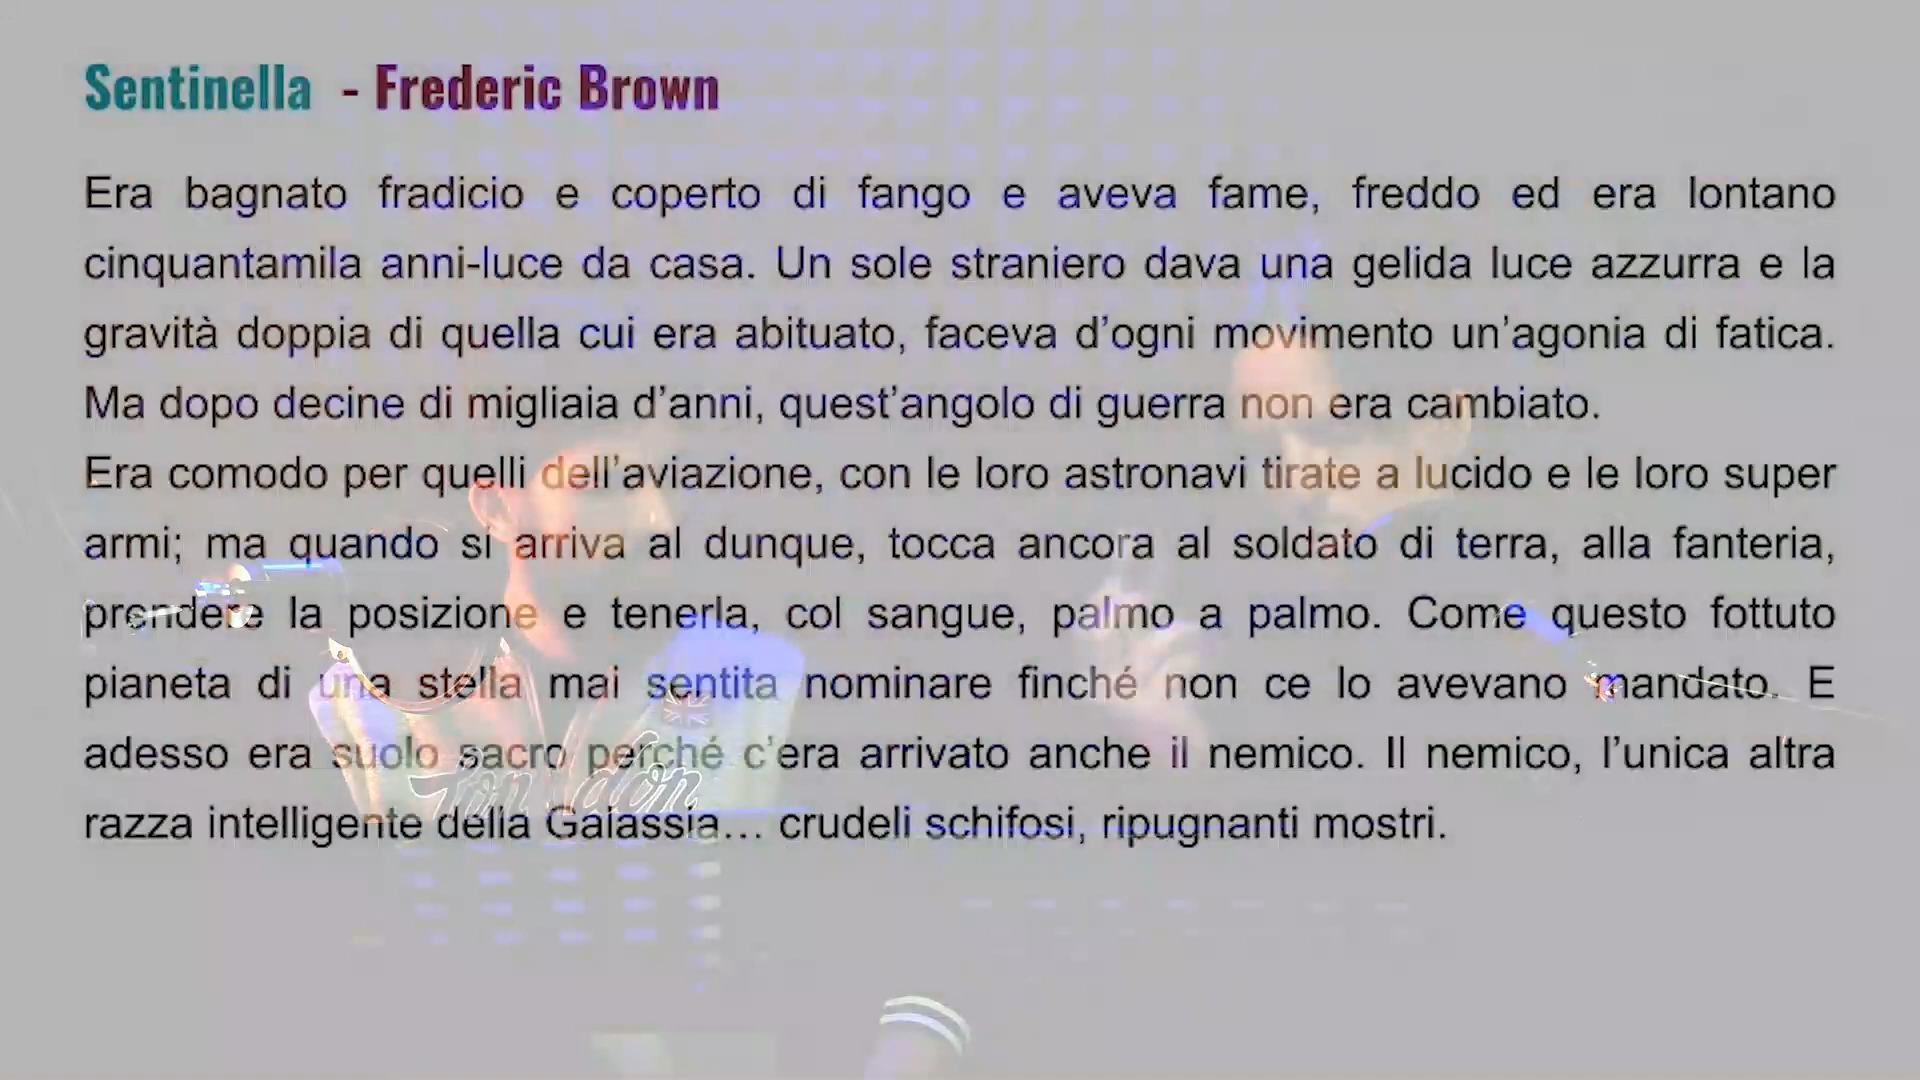 Sentinella - Frederic Brown
Era bagnato fradicio e coperto di fango e aveva fame, freddo ed era lontano
cinquantamila anni-luce da casa. Un sole straniero dava una gelida luce azzurra e la
gravità doppia di quella cui era abituato, faceva d’ogni movimento un’agonia di fatica.
Ma dopo decine di migliaia d’anni, quest’angolo di guerra non era cambiato.
Era comodo per quelli dell’aviazione, con le loro astronavi tirate a lucido e le loro super
armi; ma quando si arriva al dunque, tocca ancora al soldato di terra, alla fanteria,
prendere la posizione e tenerla, col sangue, palmo a palmo. Come questo fottuto
pianeta di una stella mai sentita nominare finché non ce lo avevano mandato. E
adesso era suolo sacro perché c’era arrivato anche il nemico. Il nemico, l’unica altra
razza intelligente della Galassia… crudeli schifosi, ripugnanti mostri.